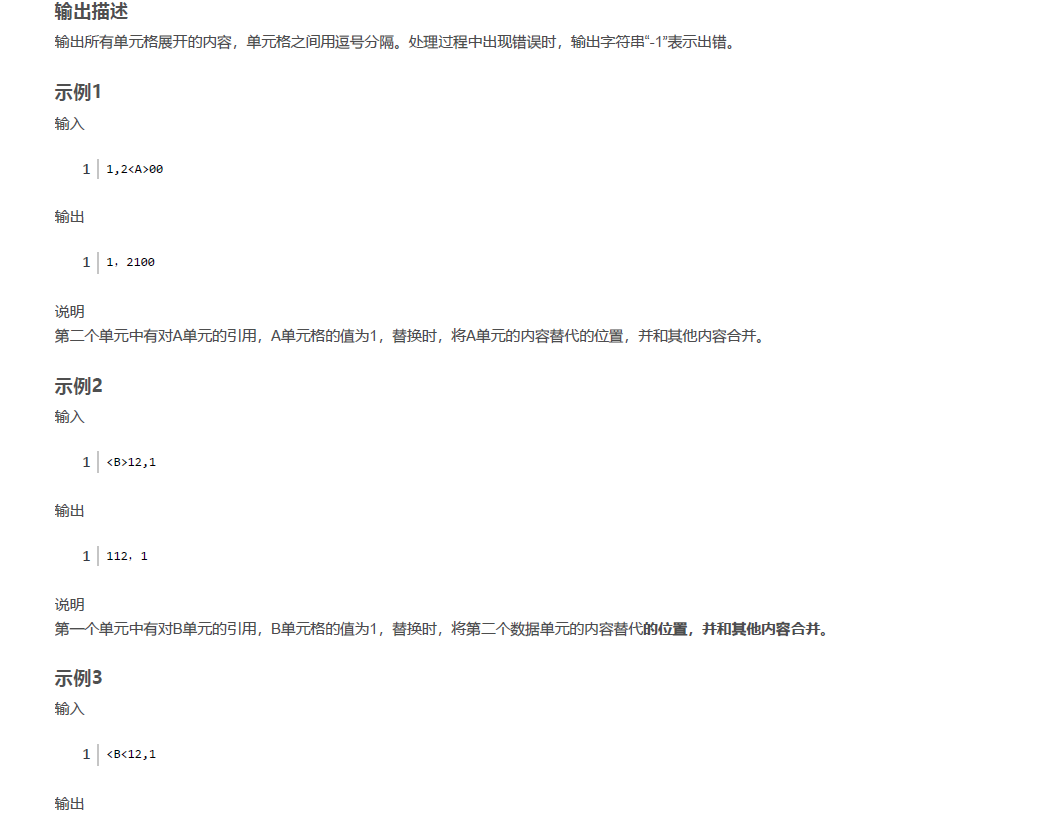 输出描述
输出所有单元格展开的内容，单元格之间用逗号分隔。处理过程中出现错误时，输出字符串“-1”表示出错。
示例1
输入
1 1,2<A>00
输出
1 1，2100
说明
第二个单元中有对A单元的引用，A单元格的值为1，替换时，将A单元的内容替代的位置，并和其他内容合并。
示例2
输入
1 <B>12,1
输出
1 112，1
说明
第一个单元中有对B单元的引用，B单元格的值为1，替换时，将第二个数据单元的内容替代的位置，并和其他内容合并。
示例3
输入
1 <B<12,1
输出